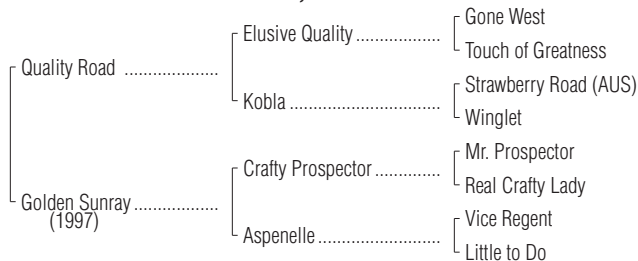 Gone West
Elusive Quality ..................
Touch of Greatness
Quality Road ....................
Strawberry Road (AUS)
Kobla ................................
Winglet
Mr. Prospector
Crafty Prospector ..............
Real Crafty Lady
Golden Sunray ..................
(1997)
Vice Regent
Aspenelle ..........................
Little to Do